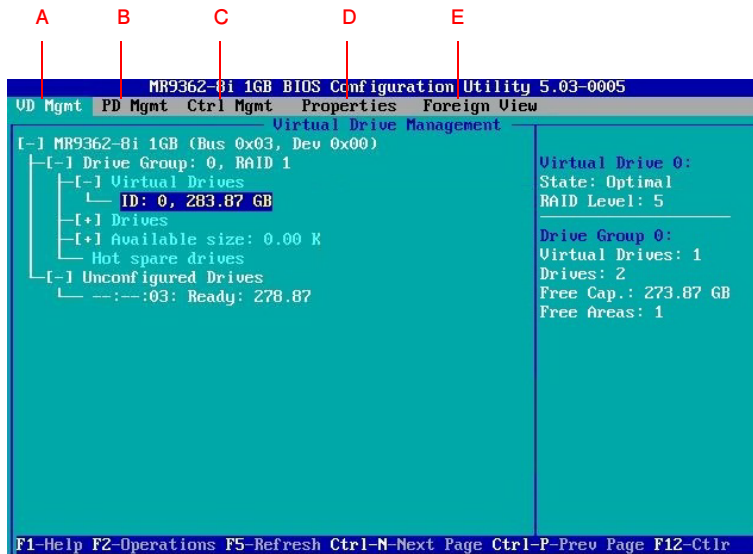 A B C D E
MR9362-8i 1GB BIOS Configuration Utility 5.03-0005
VD Mgmt PD Mgmt Ctrl Mgmt Properties Foreign View
Virtual Drive Management
[-] MR9362-8i 1GB (Bus 0x03, Dev 0x00)
[-] Drive Group: 0, RAID 1
[-] Virtual Drives
ID: 0, 283.87 GB
[+] Drives
[+] Available size: 0.00 K
Hot spare drives
[-] Unconfigured Drives
--:--:03: Ready: 278.87
Virtual Drive 0:
State: Optimal
RAID Level: 5
Drive Group 0:
Virtual Drives: 1
Drives: 2
Free Cap.: 273.87 GB
Free Areas: 1
F1-Help F2-Operations F5-Refresh Ctrl-N-Next Page Ctrl-P-Prev Page F12-Ctlr